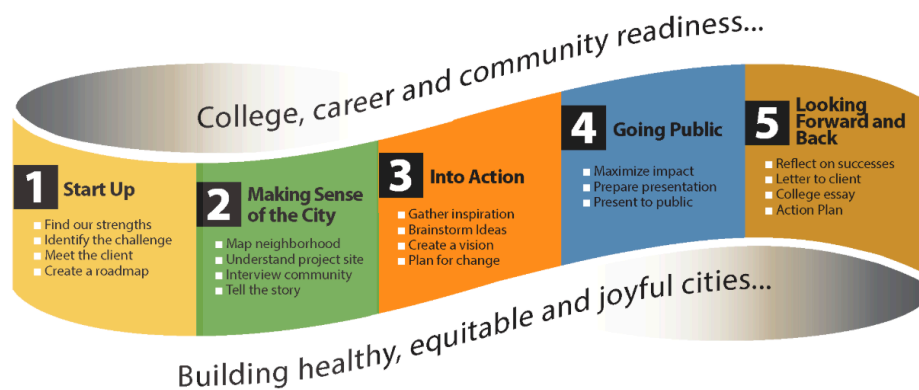 College, career and community readiness...
1 Start Up
Find our strengths
Identify the challenge
Meet the client
Create a roadmap
2 Making Sense
of the City
Map neighborhood
Understand project site
Interview community
Tell the story
3 Into Action
Gather inspiration
Brainstorm Ideas
Create a vision
Plan for change
4 Going Public
Maximize impact
Prepare presentation
Present to public
5 Looking
Forward and
Back
Reflect on successes
Letter to client
College essay
Action Plan
Building healthy, equitable and joyful cities...